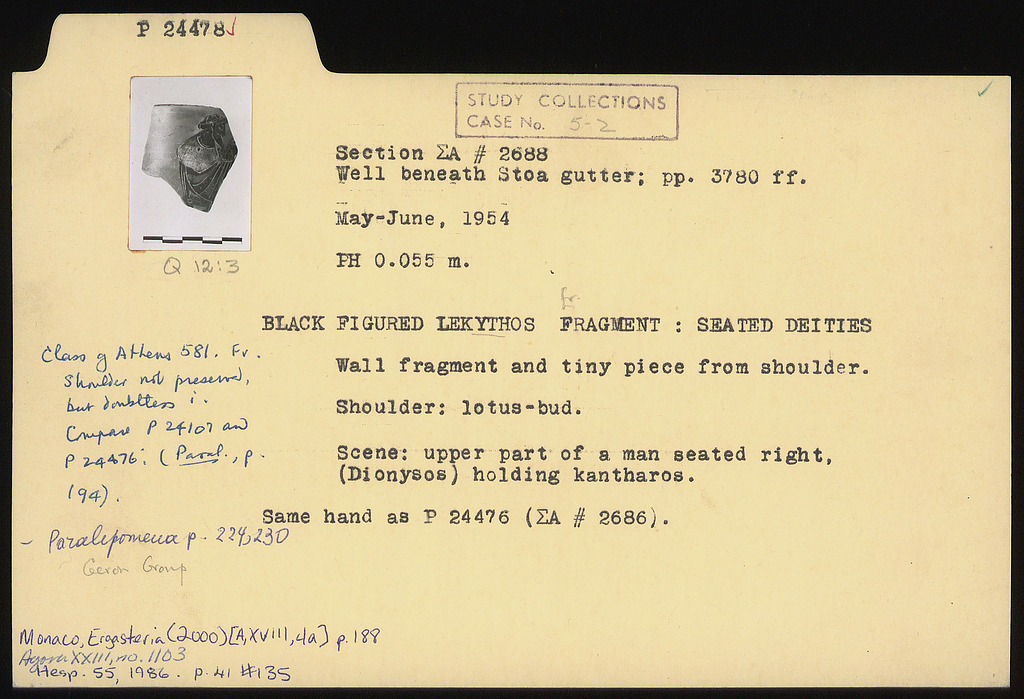 P 24478
STUDY COLLECTIONS
CASE No. 5-2
Section ΣA # 2688
Well beneath Stoa gutter; pp. 3780 ff.
May-June, 1954
PH 0.055 m.
Q 12:3
fr.
BLACK FIGURED LEKYTHOS FRAGMENT : SEATED DEITIES
Wall fragment and tiny piece from shoulder.
Shoulder: lotus-bud.
Scene: upper part of a man seated right,
(Dionysos) holding kantharos.
Same hand as P 24476 (ΣA # 2686).
Class of Athens 581. Fr.
Shoulder not preserved,
but doubtless i.
Compare P 24107 and
P 24476. (Paral., p.
194).
- Paralipomena p. 224, 230
Geron Group
Monaco, Ergasteria (2000) [A, XVIII, 4a] p. 188
Agora XXIII, no. 1103
Hesp. 55, 1986. p. 41 #135